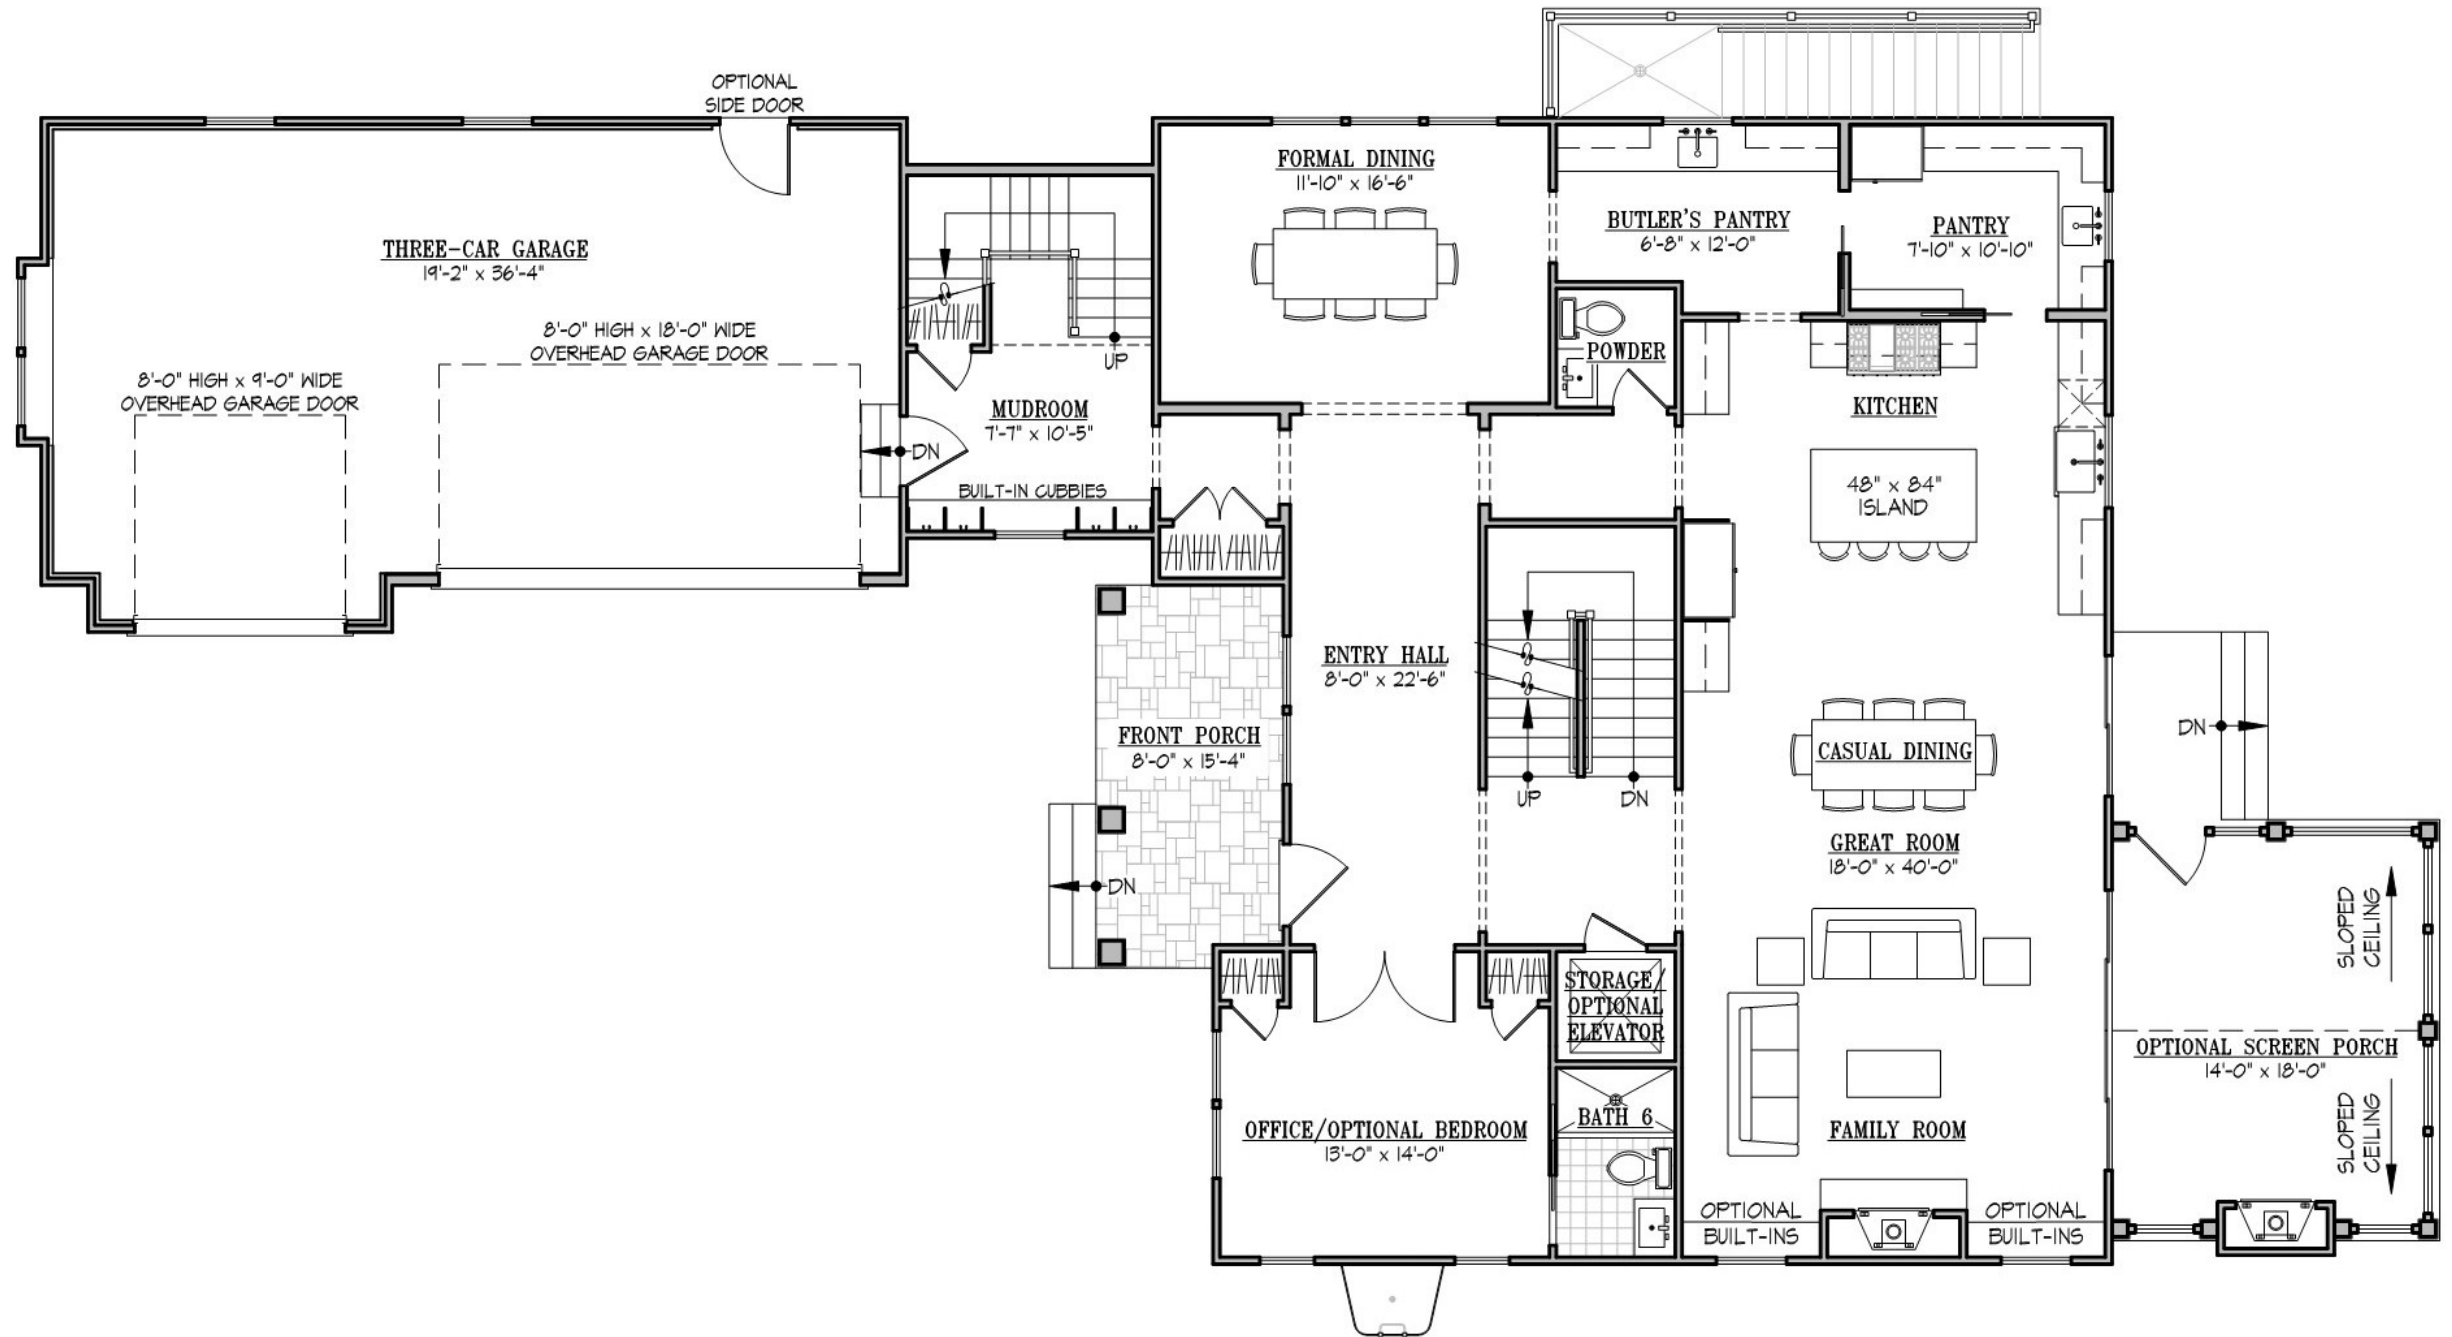 OPTIONAL
SIDE DOOR
FORMAL DINING
11'-10" x 16'-6"
BUTLER'S PANTRY
6'-8" x 12'-0"
PANTRY
7'-10" x 10'-10"
THREE-CAR GARAGE
19'-2" x 36'-4"
8'-0" HIGH x 18'-0" WIDE
OVERHEAD GARAGE DOOR
8'-0" HIGH x 9'-0" WIDE
OVERHEAD GARAGE DOOR
UP
POWDER
MUDROOM
7'-7" x 10'-5"
KITCHEN
DN
BUILT-IN CUBBIES
48" x 84"
ISLAND
ENTRY HALL
8'-0" x 22'-6"
FRONT PORCH
8'-0" x 15'-4"
UP
DN
CASUAL DINING
DN
GREAT ROOM
18'-0" x 40'-0"
DN
SLOPED
CEILING
STORAGE/
OPTIONAL
ELEVATOR
OPTIONAL SCREEN PORCH
14'-0" x 18'-0"
BATH 6
OFFICE/OPTIONAL BEDROOM
13'-0" x 14'-0"
FAMILY ROOM
SLOPED
CEILING
OPTIONAL
BUILT-INS
OPTIONAL
BUILT-INS